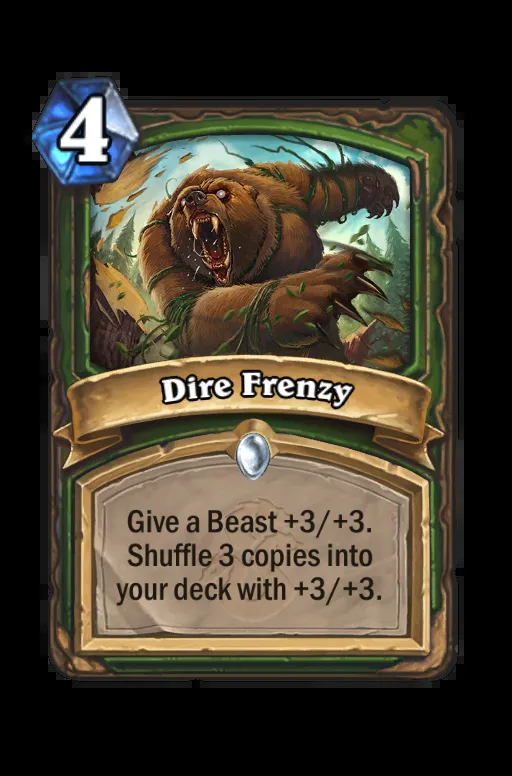 4
Dire Frenzy
Give a Beast +3/+3.
Shuffle 3 copies into
your deck with +3/+3.